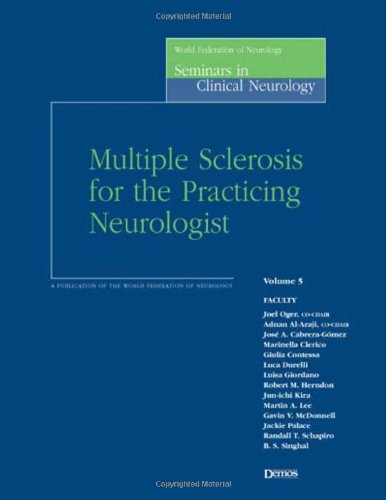 World Federation of Neurology
Seminars in
Clinical Neurology
Multiple Sclerosis
for the Practicing
Neurologist
A PUBLICATION OF THE WORLD FEDERATION OF NEUROLOGY
Volume 5
FACULTY
Joel Oger, CO-CHAIR
Adnan Al-Araji, CO-CHAIR
José A. Cabrera-Gómez
Marinella Clerico
Giulia Contessa
Luca Durelli
Luisa Giordano
Robert M. Herndon
Jun-ichi Kira
Martin A. Lee
Gavin V. McDonnell
Jackie Palace
Randall T. Schapiro
B. S. Singhal
Demos
Copyrighted Material
Copyrighted Material